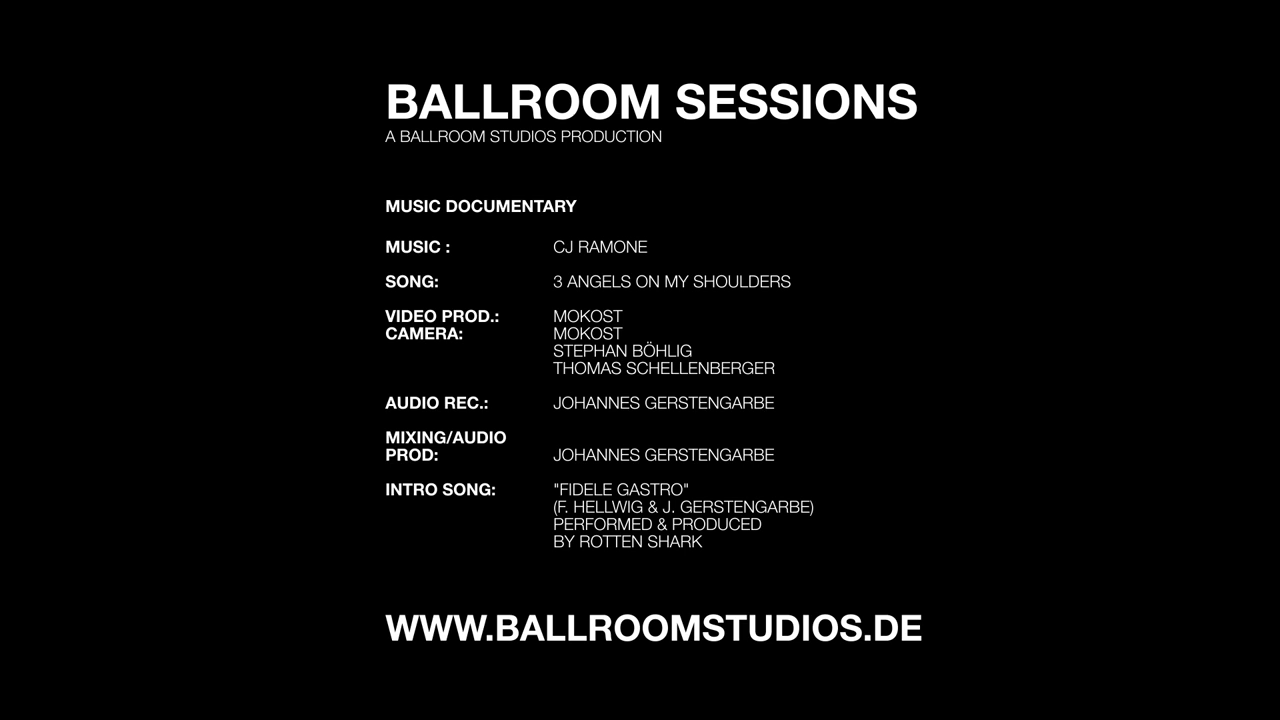 BALLROOM SESSIONS
A BALLROOM STUDIOS PRODUCTION
MUSIC DOCUMENTARY
MUSIC : CJ RAMONE
SONG: 3 ANGELS ON MY SHOULDERS
VIDEO PROD.: MOKOST
CAMERA: MOKOST
STEPHAN BÖHLIG
THOMAS SCHELLENBERGER
AUDIO REC.: JOHANNES GERSTENGARBE
MIXING/AUDIO
PROD: JOHANNES GERSTENGARBE
INTRO SONG: "FIDELE GASTRO"
(F. HELLWIG & J. GERSTENGARBE)
PERFORMED & PRODUCED
BY ROTTEN SHARK
WWW.BALLROOMSTUDIOS.DE